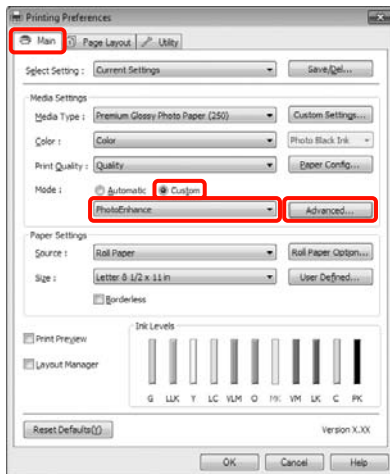 Printing Preferences
Main Page Layout Utility
Select Setting : Current Settings Save/Del...
Media Settings
Media Type : Premium Glossy Photo Paper (250) Custom Settings...
Color : Color Photo Black Ink
Print Quality : Quality Paper Config...
Mode : Automatic Custom
PhotoEnhance Advanced...
Paper Settings
Source : Roll Paper Roll Paper Option...
Size : Letter 8 1/2 x 11 in User Defined...
Borderless
Print Preview
Layout Manager
Ink Levels
G LLK Y LC VLM O MK VM LK C PK
Reset Defaults(Y) Version X.XX
OK Cancel Help